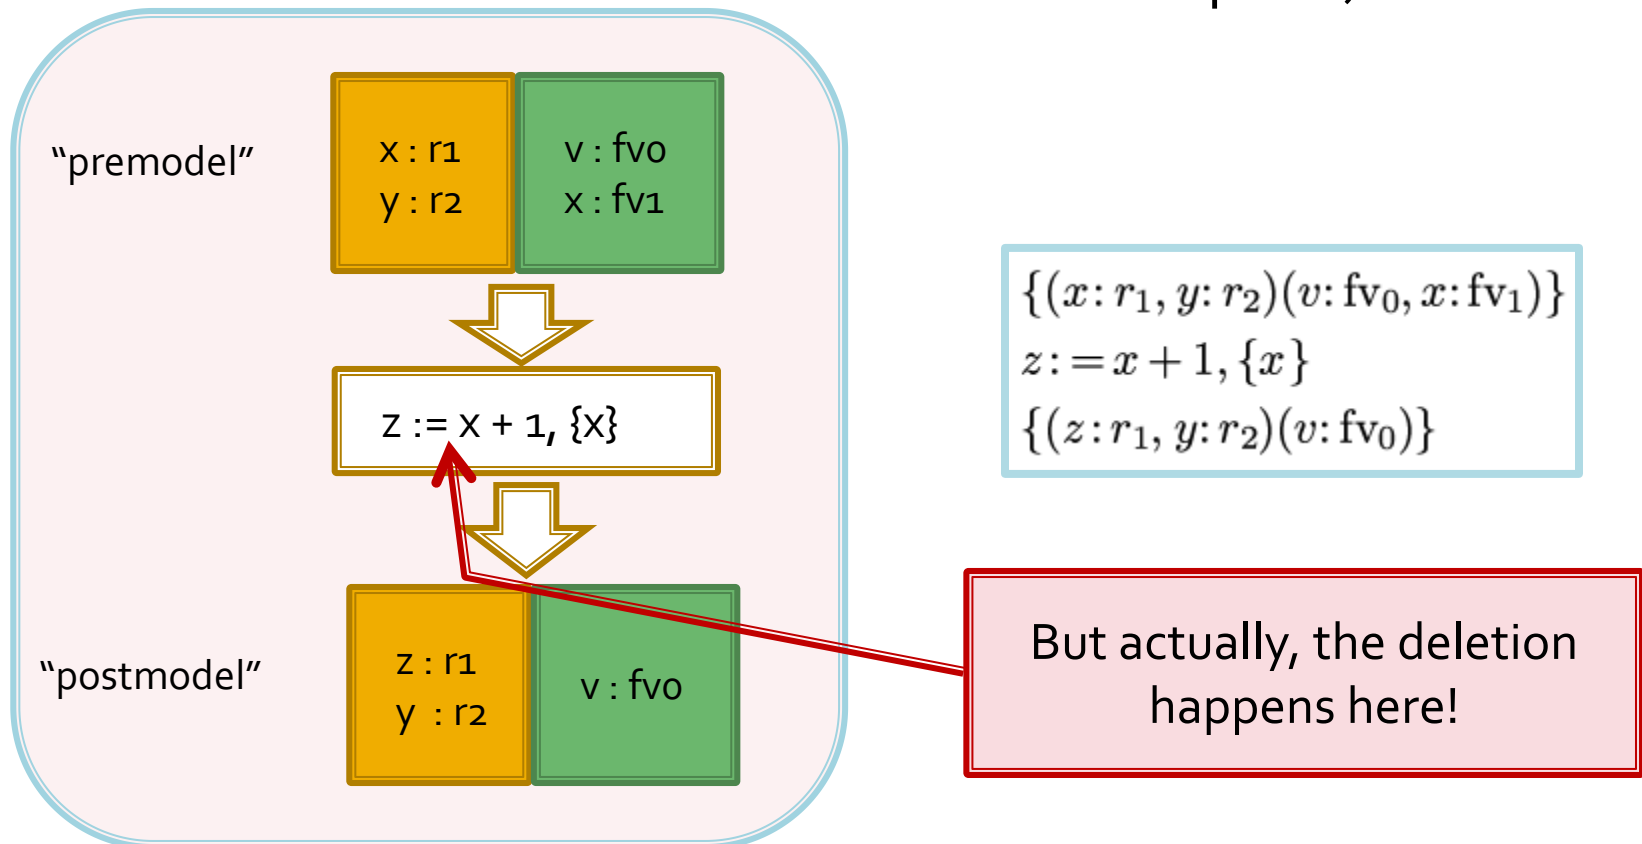 “premodel”
x : r1
y : r2
v : fv0
x : fv1
z := x + 1, {x}
“postmodel”
z : r1
y : r2
v : fv0
{(x: r₁, y: r₂)(v: fv₀, x: fv₁)}
z := x + 1, {x}
{(z: r₁, y: r₂)(v: fv₀)}
But actually, the deletion
happens here!